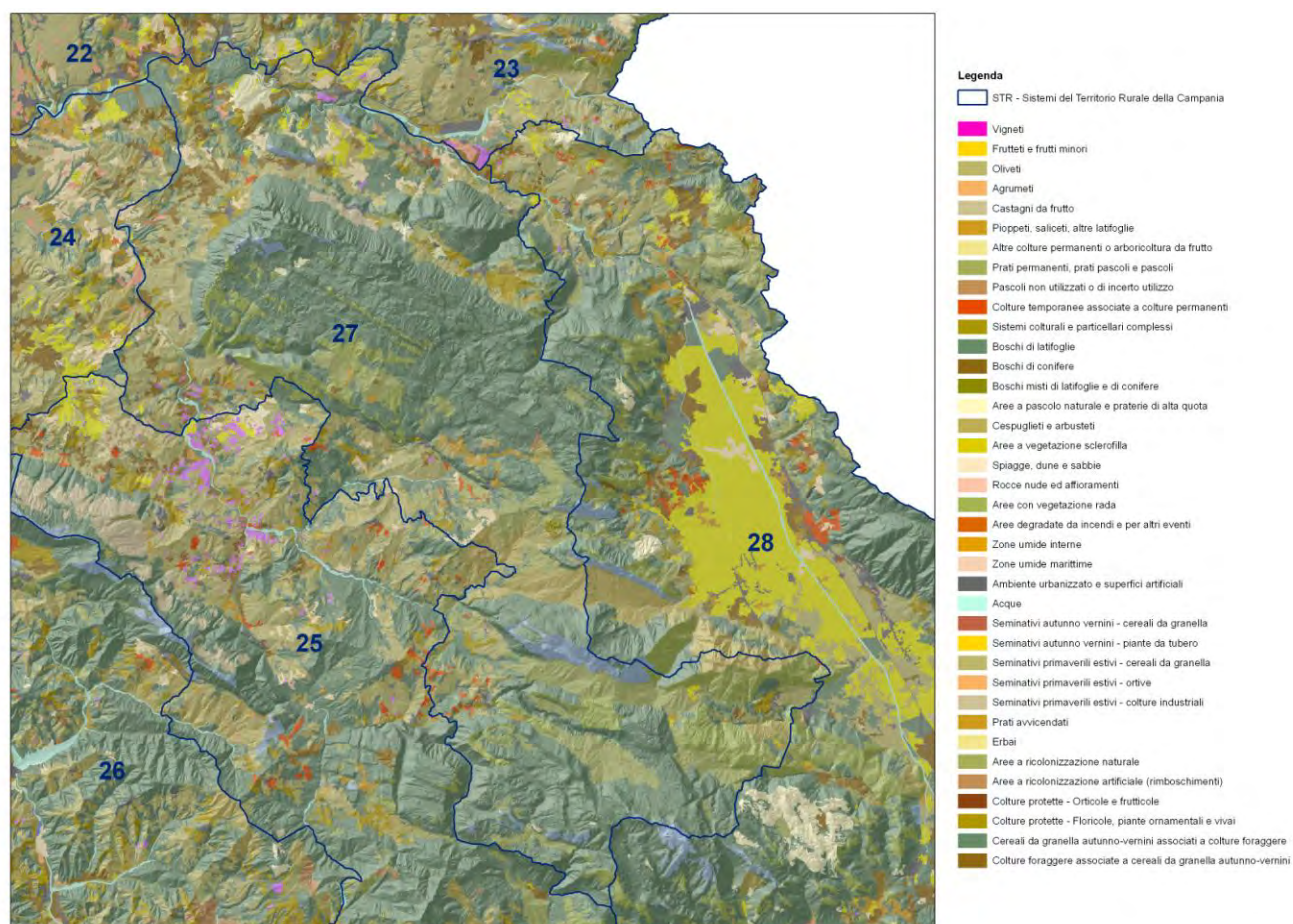 22
23
24
27
28
25
26
Legenda
STR - Sistemi del Territorio Rurale della Campania
Vigneti
Frutteti e frutti minori
Oliveti
Agrumeti
Castagni da frutto
Pioppeti, saliceti, altre latifoglie
Altre colture permanenti o arboricoltura da frutto
Prati permanenti, prati pascoli e pascoli
Pascoli non utilizzati o di incerto utilizzo
Colture temporanee associate a colture permanenti
Sistemi colturali e particellari complessi
Boschi di latifoglie
Boschi di conifere
Boschi misti di latifoglie e di conifere
Aree a pascolo naturale e praterie di alta quota
Cespuglieti e arbusteti
Aree a vegetazione sclerofilla
Spiagge, dune e sabbie
Rocce nude ed affioramenti
Aree con vegetazione rada
Aree degradate da incendi e per altri eventi
Zone umide interne
Zone umide marittime
Ambiente urbanizzato e superfici artificiali
Acque
Seminativi autunno vernini - cereali da granella
Seminativi autunno vernini - piante da tubero
Seminativi primaverili estivi - cereali da granella
Seminativi primaverili estivi - ortive
Seminativi primaverili estivi - colture industriali
Prati avvicendati
Erbai
Aree a ricolonizzazione naturale
Aree a ricolonizzazione artificiale (rimboschimenti)
Colture protette - Orticole e frutticole
Colture protette - Floricole, piante ornamentali e vivai
Cereali da granella autunno-vernini associati a colture foraggere
Colture foraggere associate a cereali da granella autunno-vernini